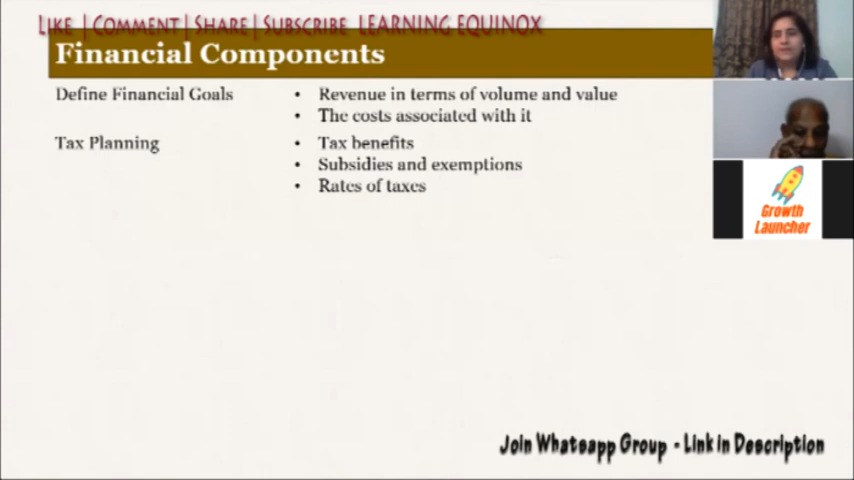 LIKE | COMMENT | SHARE | SUBSCRIBE LEARNING EQUINOX
Financial Components
Define Financial Goals
• Revenue in terms of volume and value
• The costs associated with it
Tax Planning
• Tax benefits
• Subsidies and exemptions
• Rates of taxes
Growth
Launcher
Join Whatsapp Group - Link in Description